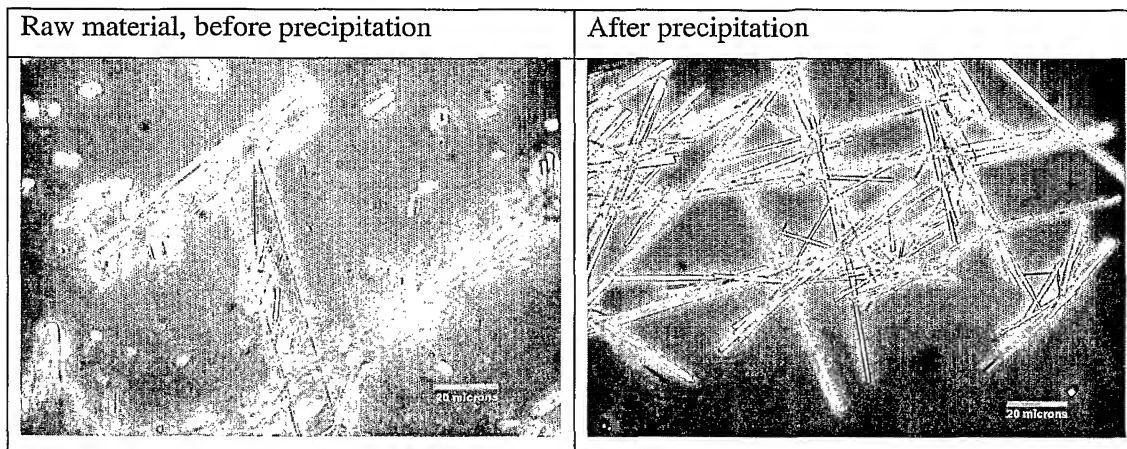 Raw material, before precipitation
After precipitation
20 microns
20 microns